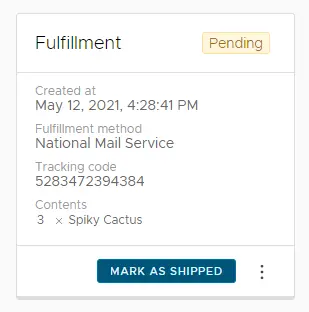 Fulfillment Pending
Created at
May 12, 2021, 4:28:41 PM
Fulfillment method
National Mail Service
Tracking code
5283472394384
Contents
3 × Spiky Cactus
MARK AS SHIPPED